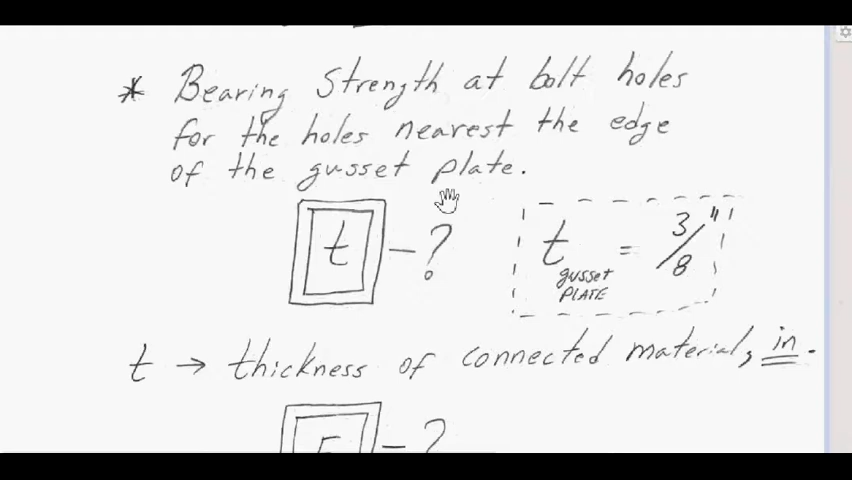 * Bearing Strength at bolt holes
for the holes nearest the edge
of the gusset plate.
t - ?
t gusset PLATE = 3/8"
t → thickness of connected material, in.
- ?